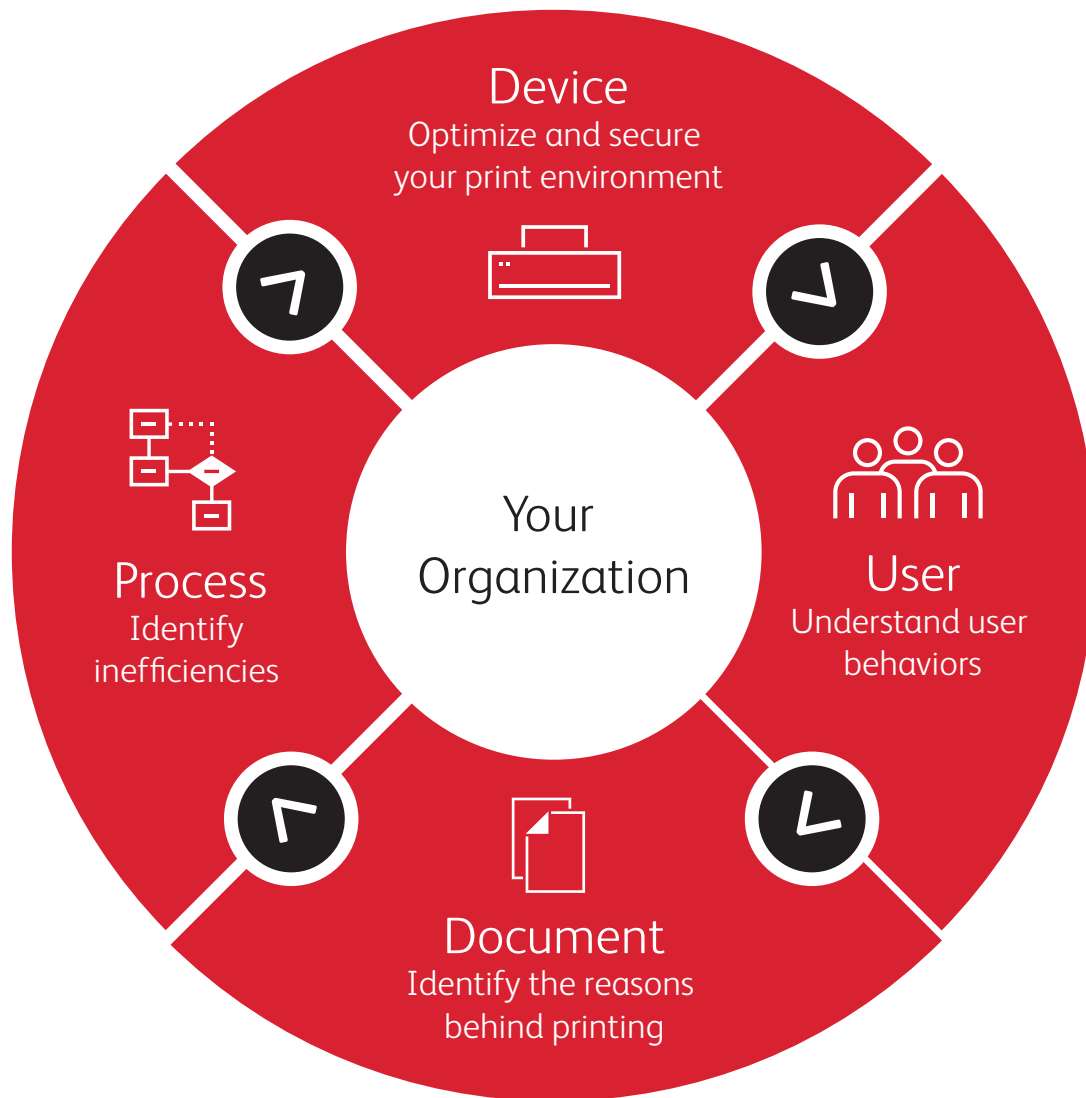 Device
Optimize and secure
your print environment
User
Understand user
behaviors
Document
Identify the reasons
behind printing
Process
Identify
inefficiencies
Your
Organization